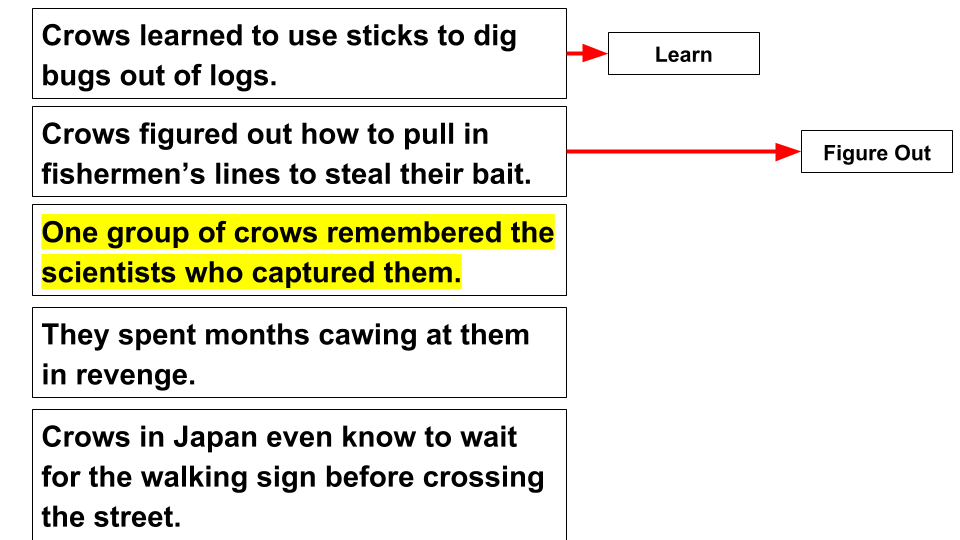 Crows learned to use sticks to dig
bugs out of logs.
Learn
Crows figured out how to pull in
fishermen’s lines to steal their bait.
Figure Out
One group of crows remembered the
scientists who captured them.
They spent months cawing at them
in revenge.
Crows in Japan even know to wait
for the walking sign before crossing
the street.